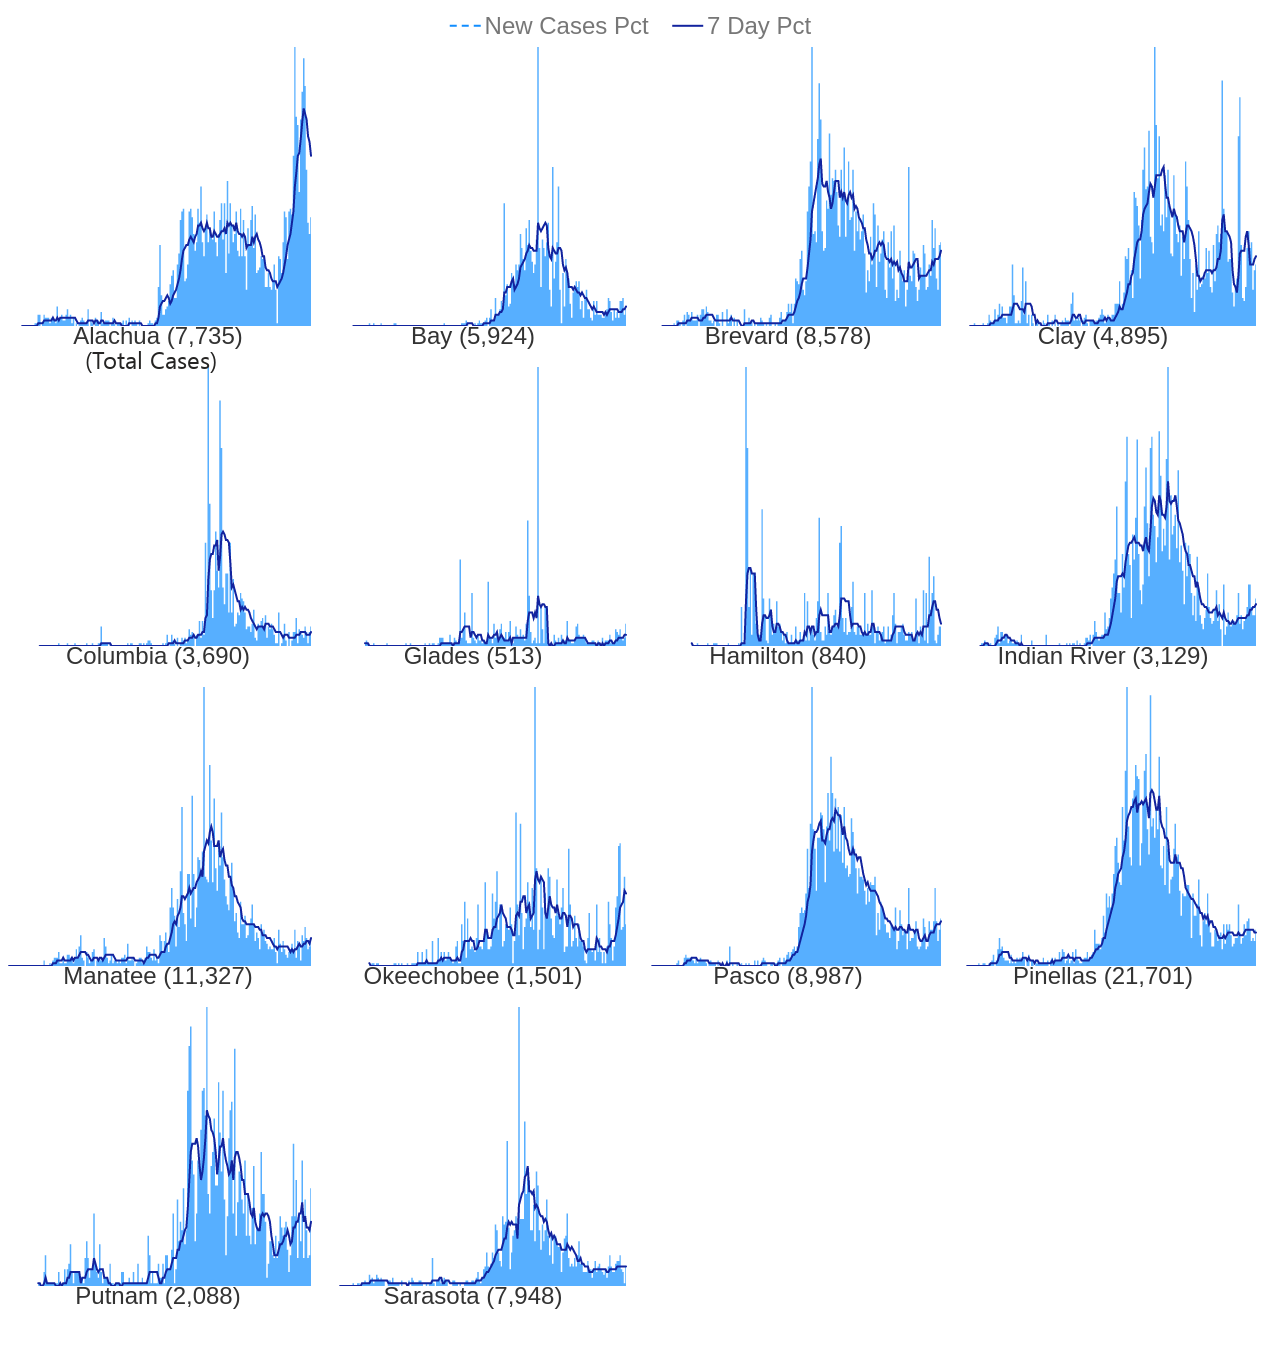 New Cases Pct 7 Day Pct
Alachua (7,735)
(Total Cases)
Bay (5,924)
Brevard (8,578)
Clay (4,895)
Columbia (3,690)
Glades (513)
Hamilton (840)
Indian River (3,129)
Manatee (11,327)
Okeechobee (1,501)
Pasco (8,987)
Pinellas (21,701)
Putnam (2,088)
Sarasota (7,948)